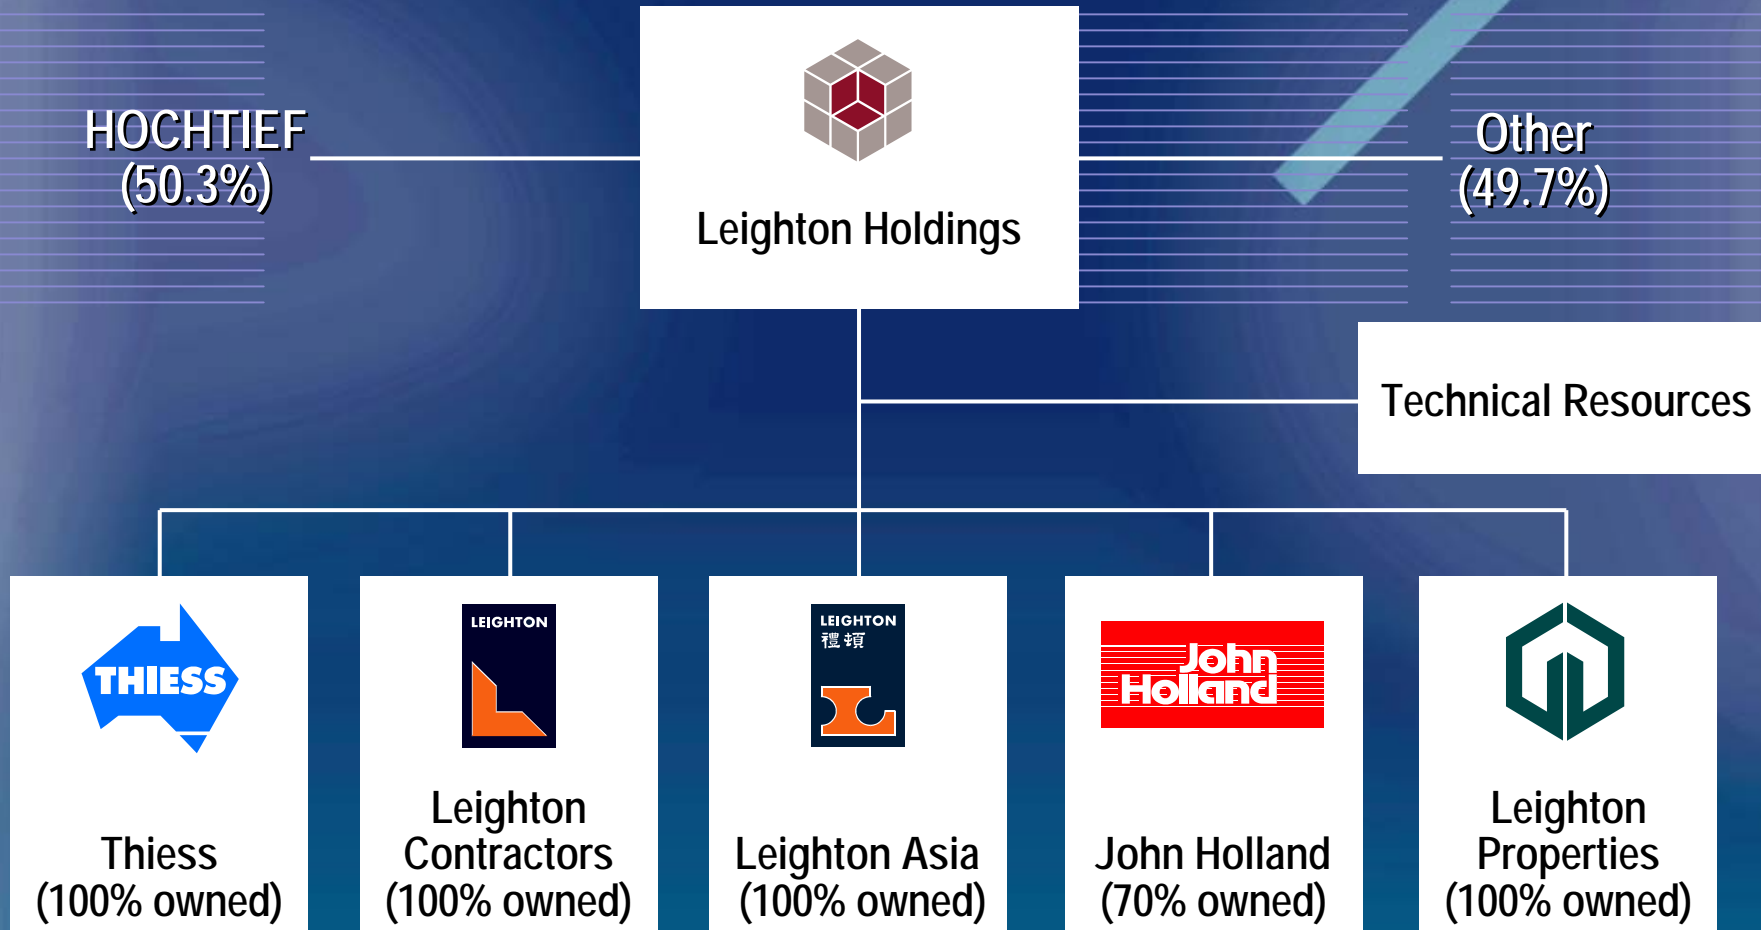 HOCHTIEF
(50.3%)
Leighton Holdings
Other
(49.7%)
Technical Resources
THIESS
Thiess
(100% owned)
LEIGHTON
Leighton
Contractors
(100% owned)
LEIGHTON
禮頓
Leighton Asia
(100% owned)
John
Holland
John Holland
(70% owned)
Leighton
Properties
(100% owned)